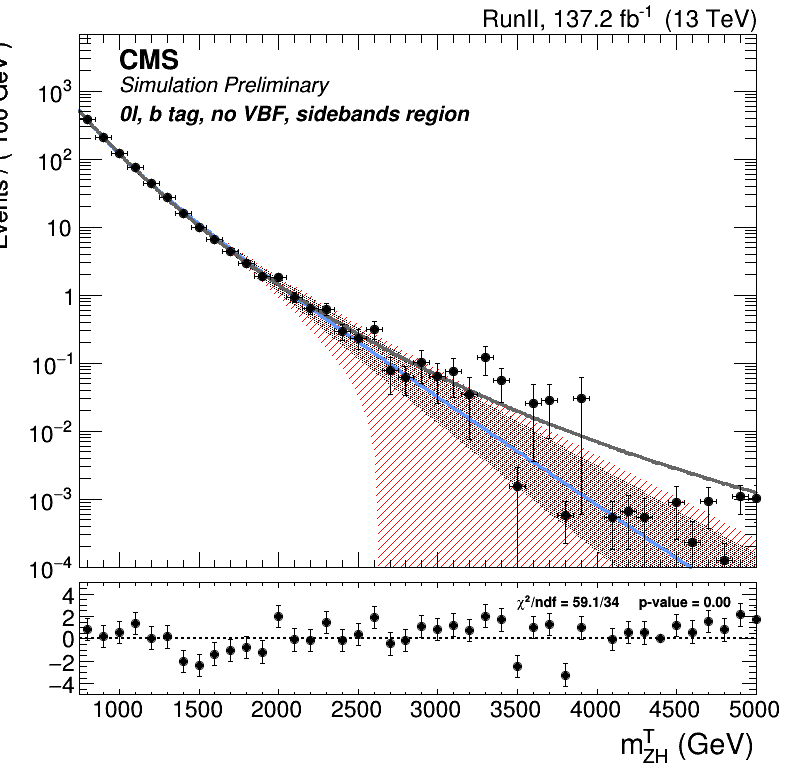 RunII, 137.2 fb⁻¹ (13 TeV)
CMS
Simulation Preliminary
0l, b tag, no VBF, sidebands region
Events / ( 100 GeV )
10³
10²
10
1
10⁻¹
10⁻²
10⁻³
10⁻⁴
χ²/ndf = 59.1/34 p-value = 0.00
4
2
0
−2
−4
1000 1500 2000 2500 3000 3500 4000 4500 5000
m^T_ZH (GeV)